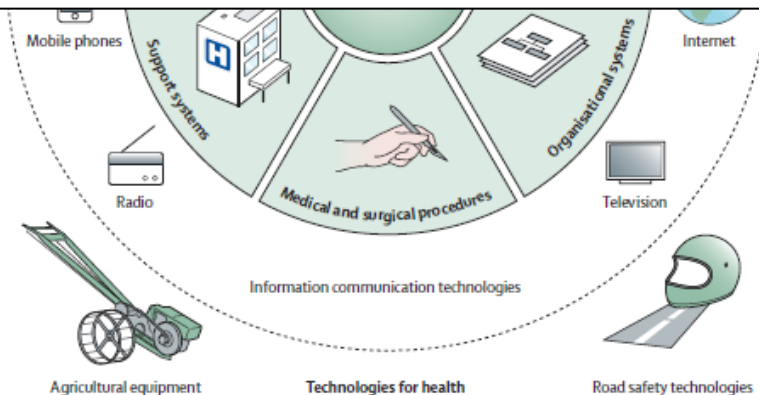 Mobile phones
Internet
Support systems
H
Organisational systems
Medical and surgical procedures
Radio
Television
Information communication technologies
Agricultural equipment
Technologies for health
Road safety technologies